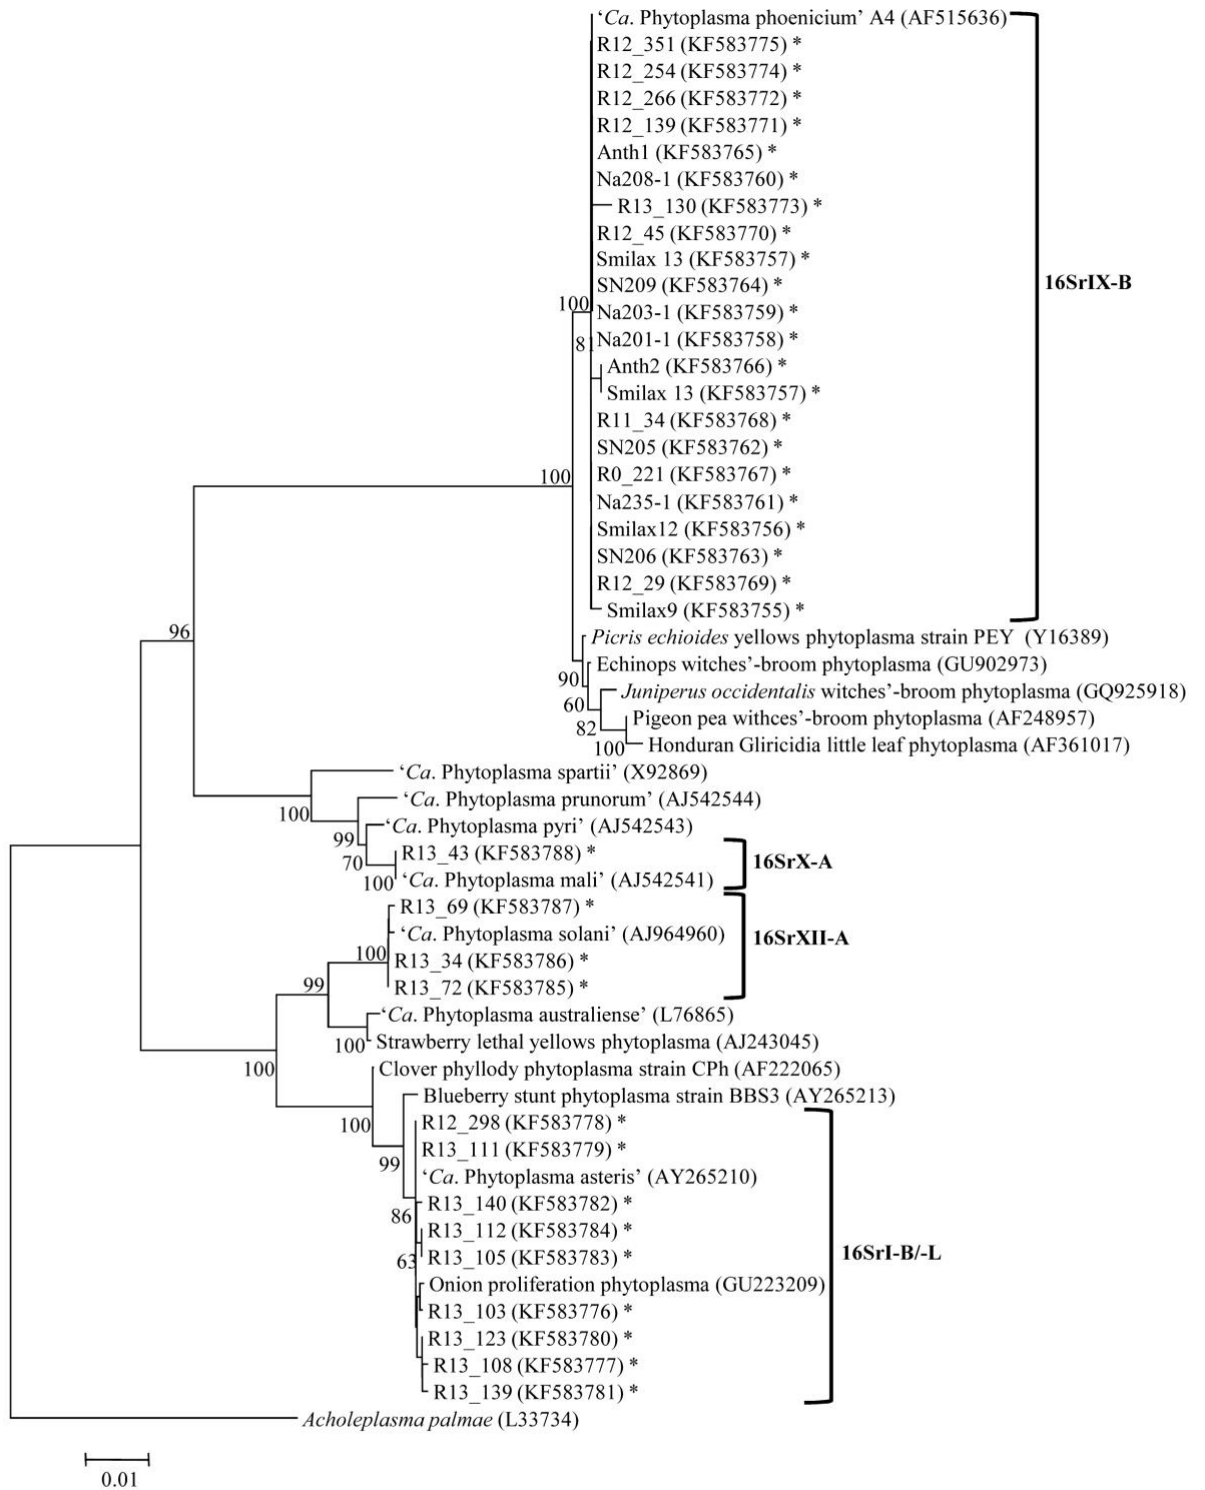 ‘Ca. Phytoplasma phoenicium’ A4 (AF515636)
R12_351 (KF583775) *
R12_254 (KF583774) *
R12_266 (KF583772) *
R12_139 (KF583771) *
Anth1 (KF583765) *
Na208-1 (KF583760) *
R13_130 (KF583773) *
R12_45 (KF583770) *
Smilax 13 (KF583757) *
SN209 (KF583764) *
16SrIX-B
100
Na203-1 (KF583759) *
81
Na201-1 (KF583758) *
Anth2 (KF583766) *
Smilax 13 (KF583757) *
R11_34 (KF583768) *
SN205 (KF583762) *
100
R0_221 (KF583767) *
Na235-1 (KF583761) *
Smilax12 (KF583756) *
SN206 (KF583763) *
R12_29 (KF583769) *
Smilax9 (KF583755) *
96
Picris echioides yellows phytoplasma strain PEY (Y16389)
Echinops witches’-broom phytoplasma (GU902973)
90
Juniperus occidentalis witches’-broom phytoplasma (GQ925918)
60
Pigeon pea withces’-broom phytoplasma (AF248957)
82
100
Honduran Gliricidia little leaf phytoplasma (AF361017)
‘Ca. Phytoplasma spartii’ (X92869)
‘Ca. Phytoplasma prunorum’ (AJ542544)
100
‘Ca. Phytoplasma pyri’ (AJ542543)
99
R13_43 (KF583788) *
70
16SrX-A
100
‘Ca. Phytoplasma mali’ (AJ542541)
R13_69 (KF583787) *
‘Ca. Phytoplasma solani’ (AJ964960)
16SrXII-A
100
R13_34 (KF583786) *
99
R13_72 (KF583785) *
‘Ca. Phytoplasma australiense’ (L76865)
100
Strawberry lethal yellows phytoplasma (AJ243045)
100
Clover phyllody phytoplasma strain CPh (AF222065)
Blueberry stunt phytoplasma strain BBS3 (AY265213)
100
R12_298 (KF583778) *
R13_111 (KF583779) *
99
‘Ca. Phytoplasma asteris’ (AY265210)
R13_140 (KF583782) *
86
R13_112 (KF583784) *
63
R13_105 (KF583783) *
16SrI-B/-L
Onion proliferation phytoplasma (GU223209)
R13_103 (KF583776) *
R13_123 (KF583780) *
R13_108 (KF583777) *
R13_139 (KF583781) *
Acholeplasma palmae (L33734)
0.01